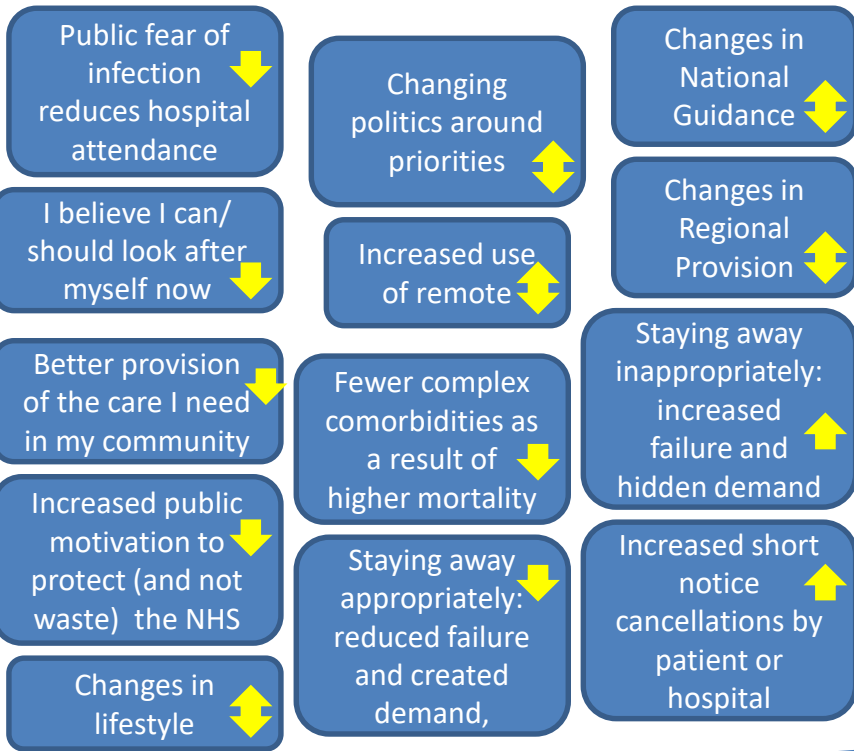 Public fear of
infection
reduces hospital
attendance
I believe I can/
should look after
myself now
Better provision
of the care I need
in my community
Increased public
motivation to
protect (and not
waste) the NHS
Changes in
lifestyle
Changing
politics around
priorities
Increased use
of remote
Fewer complex
comorbidities as
a result of
higher mortality
Staying away
appropriately:
reduced failure
and created
demand,
Changes in
National
Guidance
Changes in
Regional
Provision
Staying away
inappropriately:
increased
failure and
hidden demand
Increased short
notice
cancellations by
patient or
hospital